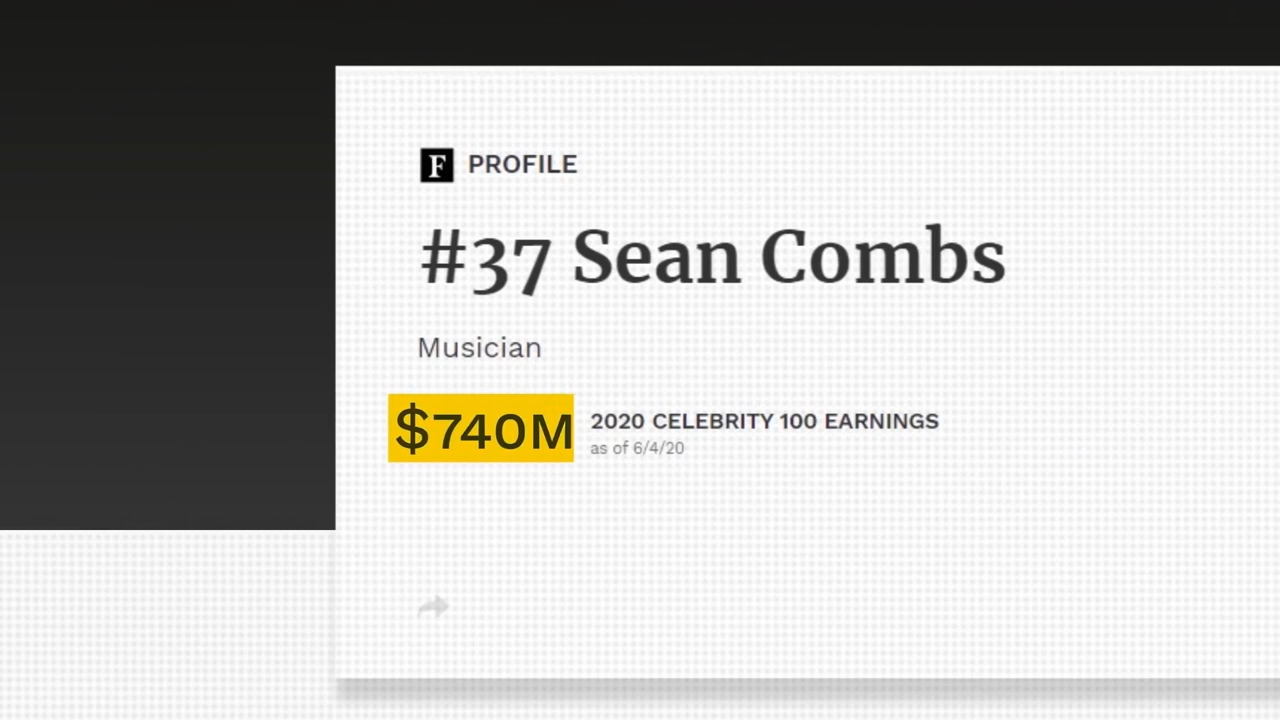 F PROFILE
#37 Sean Combs
Musician
$740M 2020 CELEBRITY 100 EARNINGS
as of 6/4/20